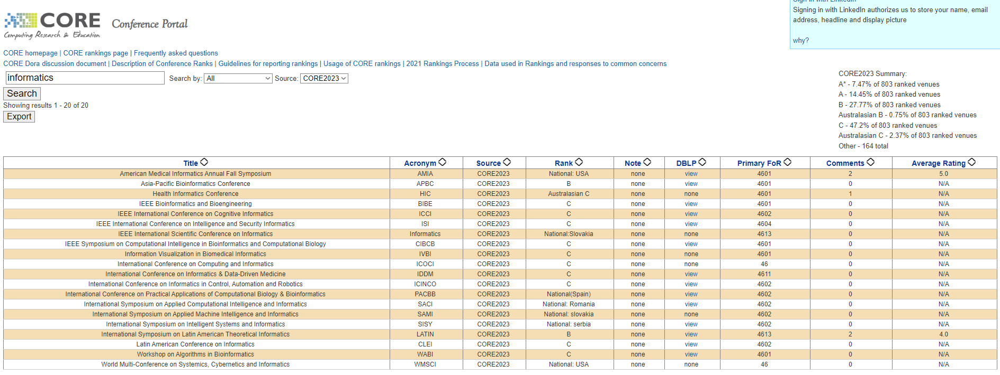 Sign in with LinkedIn
Signing in with LinkedIn authorizes us to store your name, email
address, headline and display picture
why?
CORE Conference Portal
Computing Research & Education
CORE homepage | CORE rankings page | Frequently asked questions
CORE Dora discussion document | Description of Conference Ranks | Guidelines for reporting rankings | Usage of CORE rankings | 2021 Rankings Process | Data used in Rankings and responses to common concerns
informatics Search by: All Source: CORE2023
Search
Showing results 1 - 20 of 20
Export
CORE2023 Summary:
A* - 7.47% of 803 ranked venues
A - 14.45% of 803 ranked venues
B - 27.77% of 803 ranked venues
Australasian B - 0.75% of 803 ranked venues
C - 47.2% of 803 ranked venues
Australasian C - 2.37% of 803 ranked venues
Other - 164 total
Title Acronym Source Rank Note DBLP Primary FoR Comments Average Rating
American Medical Informatics Annual Fall Symposium AMIA CORE2023 National: USA none view 4601 2 5.0
Asia-Pacific Bioinformatics Conference APBC CORE2023 B none view 4601 0 N/A
Health Informatics Conference HIC CORE2023 Australasian C none none 4601 1 N/A
IEEE Bioinformatics and Bioengineering BIBE CORE2023 C none view 4601 0 N/A
IEEE International Conference on Cognitive Informatics ICCI CORE2023 C none view 4602 0 N/A
IEEE International Conference on Intelligence and Security Informatics ISI CORE2023 C none view 4604 0 N/A
IEEE International Scientific Conference on Informatics Informatics CORE2023 National:Slovakia none none 4613 0 N/A
IEEE Symposium on Computational Intelligence in Bioinformatics and Computational Biology CIBCB CORE2023 C none view 4601 0 N/A
Information Visualization in Biomedical Informatics IVBI CORE2023 C none none 4601 0 N/A
International Conference on Computing and Informatics ICOCI CORE2023 C none none 46 0 N/A
International Conference on Informatics & Data-Driven Medicine IDDM CORE2023 C none view 4611 0 N/A
International Conference on Informatics in Control, Automation and Robotics ICINCO CORE2023 C none view 4602 0 N/A
International Conference on Practical Applications of Computational Biology & Bioinformatics PACBB CORE2023 National(Spain) none view 4602 0 N/A
International Symposium on Applied Computational Intelligence and Informatics SACI CORE2023 National: Romania none view 4602 0 N/A
International Symposium on Applied Machine Intelligence and Informatics SAMI CORE2023 National: slovakia none none 4602 0 N/A
International Symposium on Intelligent Systems and Informatics SISY CORE2023 National: serbia none view 4602 0 N/A
International Symposium on Latin American Theoretical Informatics LATIN CORE2023 B none view 4613 2 4.0
Latin American Conference on Informatics CLEI CORE2023 C none view 4602 0 N/A
Workshop on Algorithms in Bioinformatics WABI CORE2023 C none view 4601 0 N/A
World Multi-Conference on Systemics, Cybernetics and Informatics WMSCI CORE2023 National: USA none none 46 0 N/A